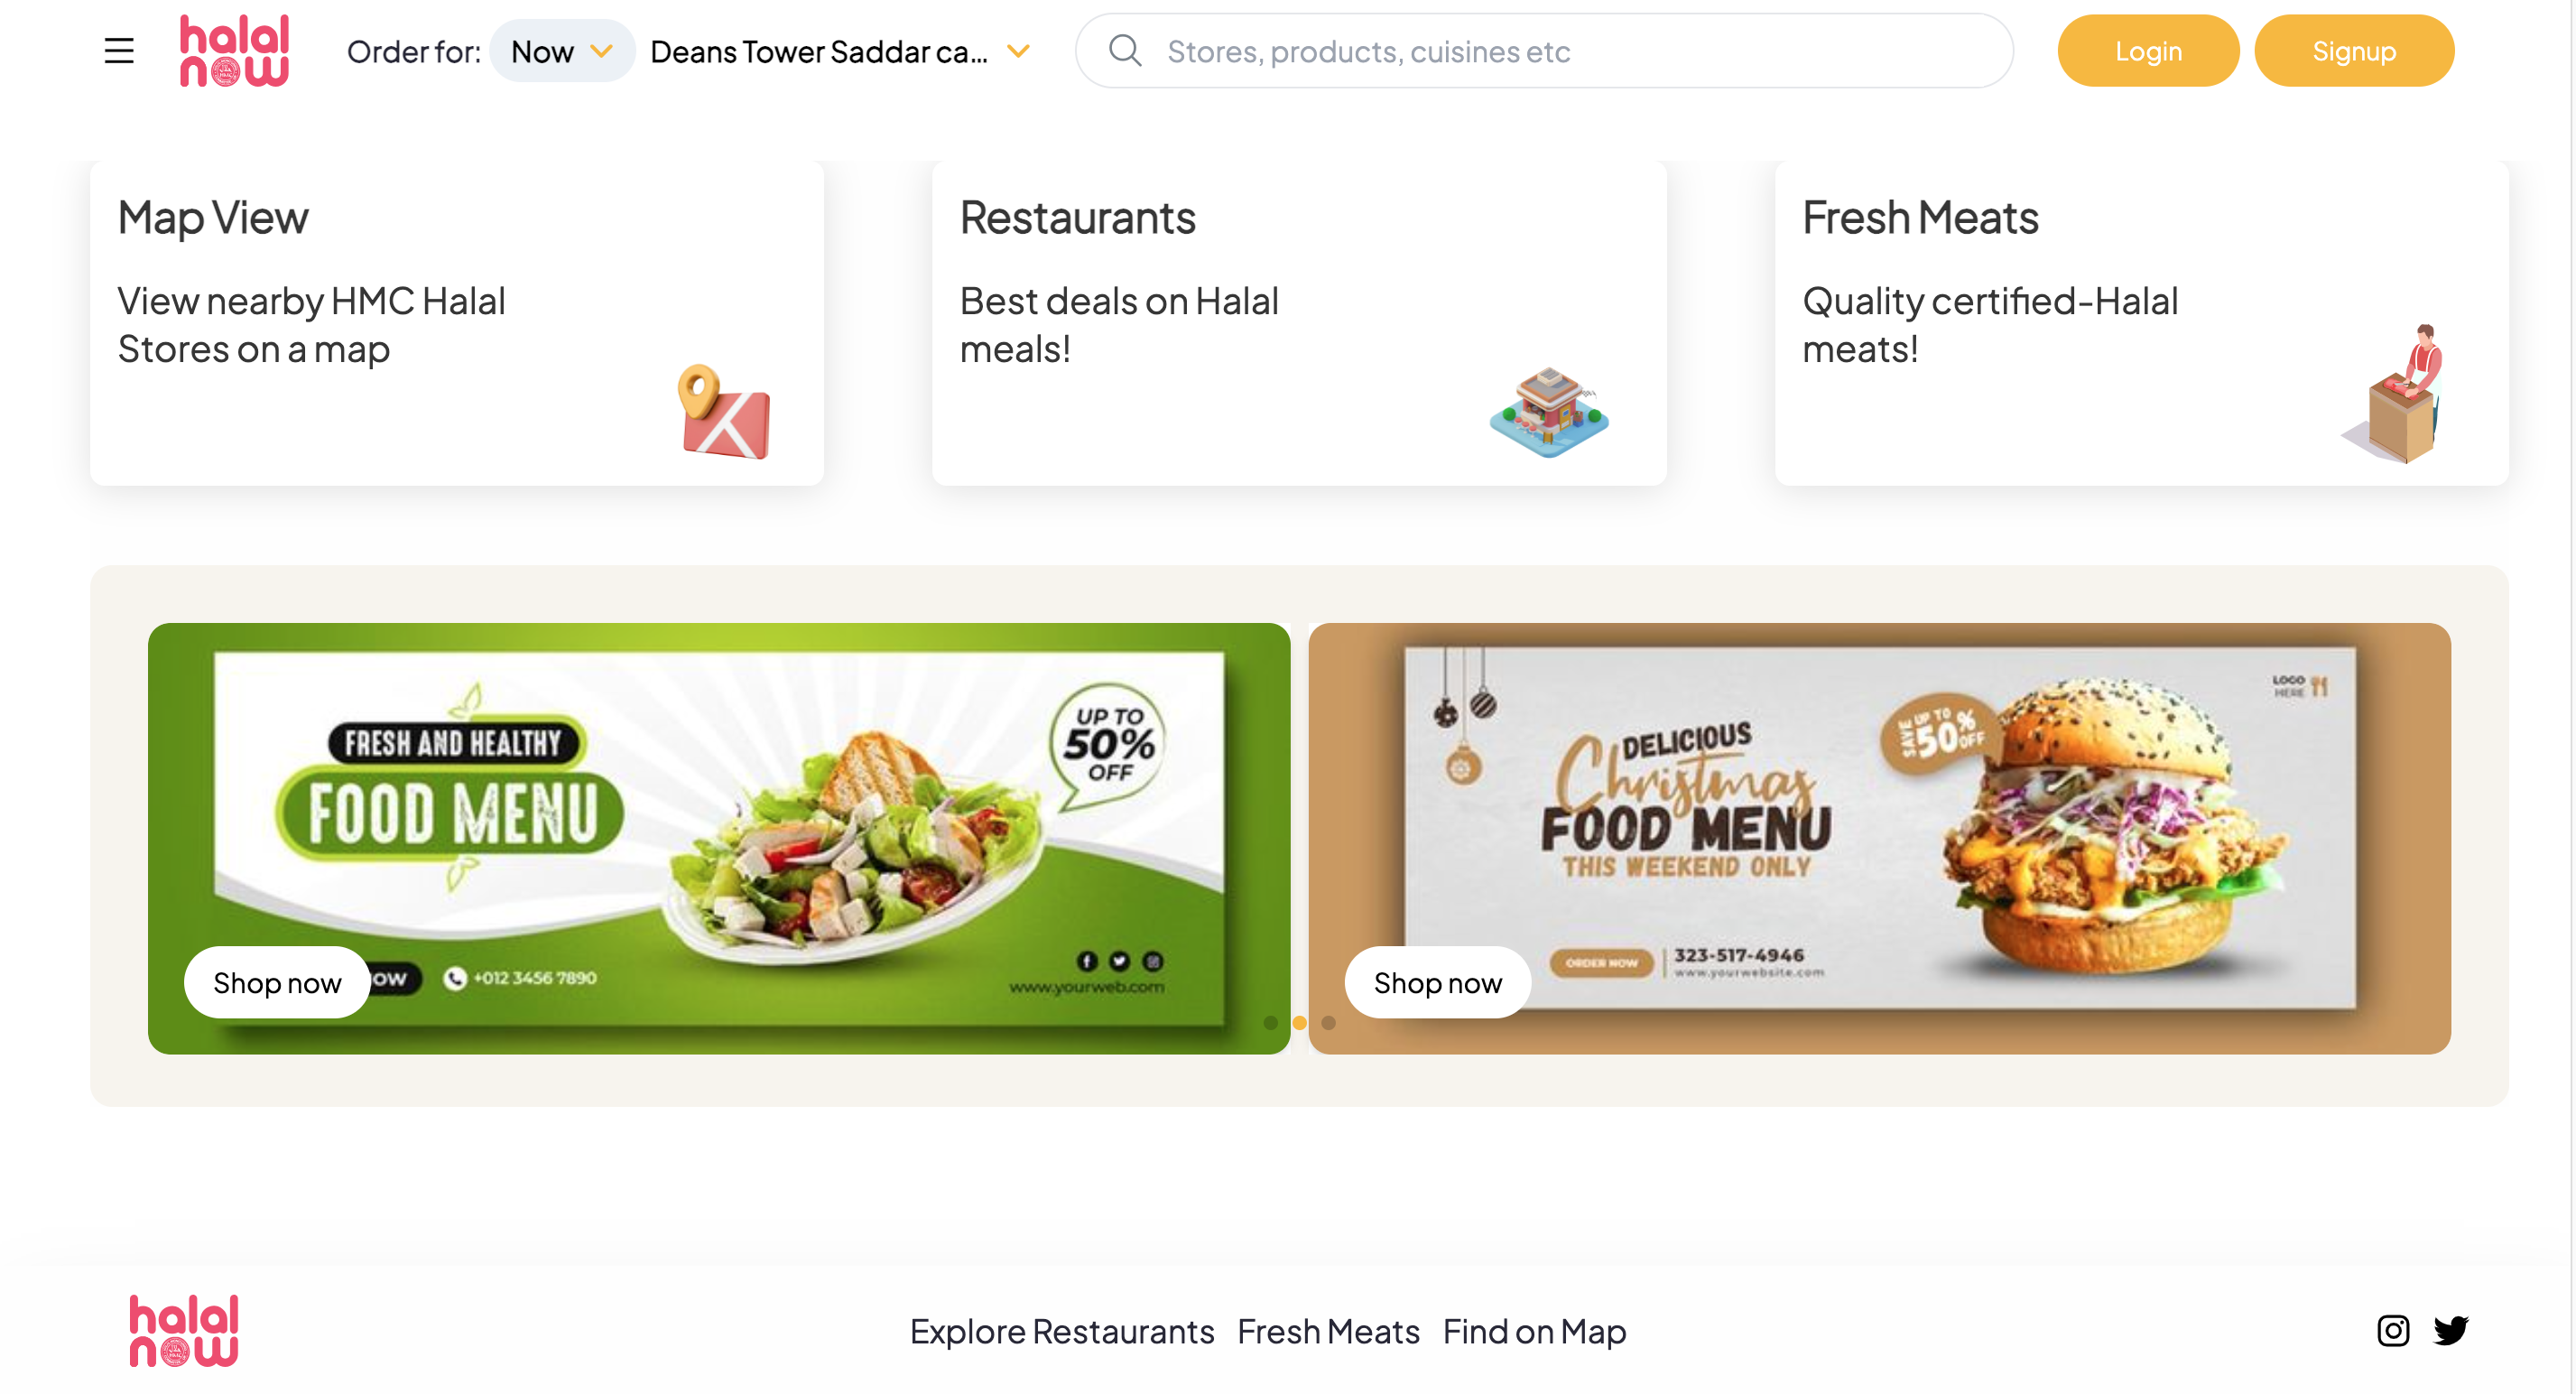 halal
now
Order for: Now Deans Tower Saddar ca...
Stores, products, cuisines etc
Login
Signup
Map View
View nearby HMC Halal
Stores on a map
Restaurants
Best deals on Halal
meals!
Fresh Meats
Quality certified-Halal
meats!
FRESH AND HEALTHY
FOOD MENU
UP TO
50%
OFF
Shop now
OW
+012 3456 7890
www.yourweb.com
DELICIOUS
Christmas
FOOD MENU
THIS WEEKEND ONLY
SAVE UP TO
50%
OFF
LOGO
HERE
Shop now
ORDER NOW
323-517-4946
www.yourwebsite.com
halal
now
Explore Restaurants Fresh Meats Find on Map